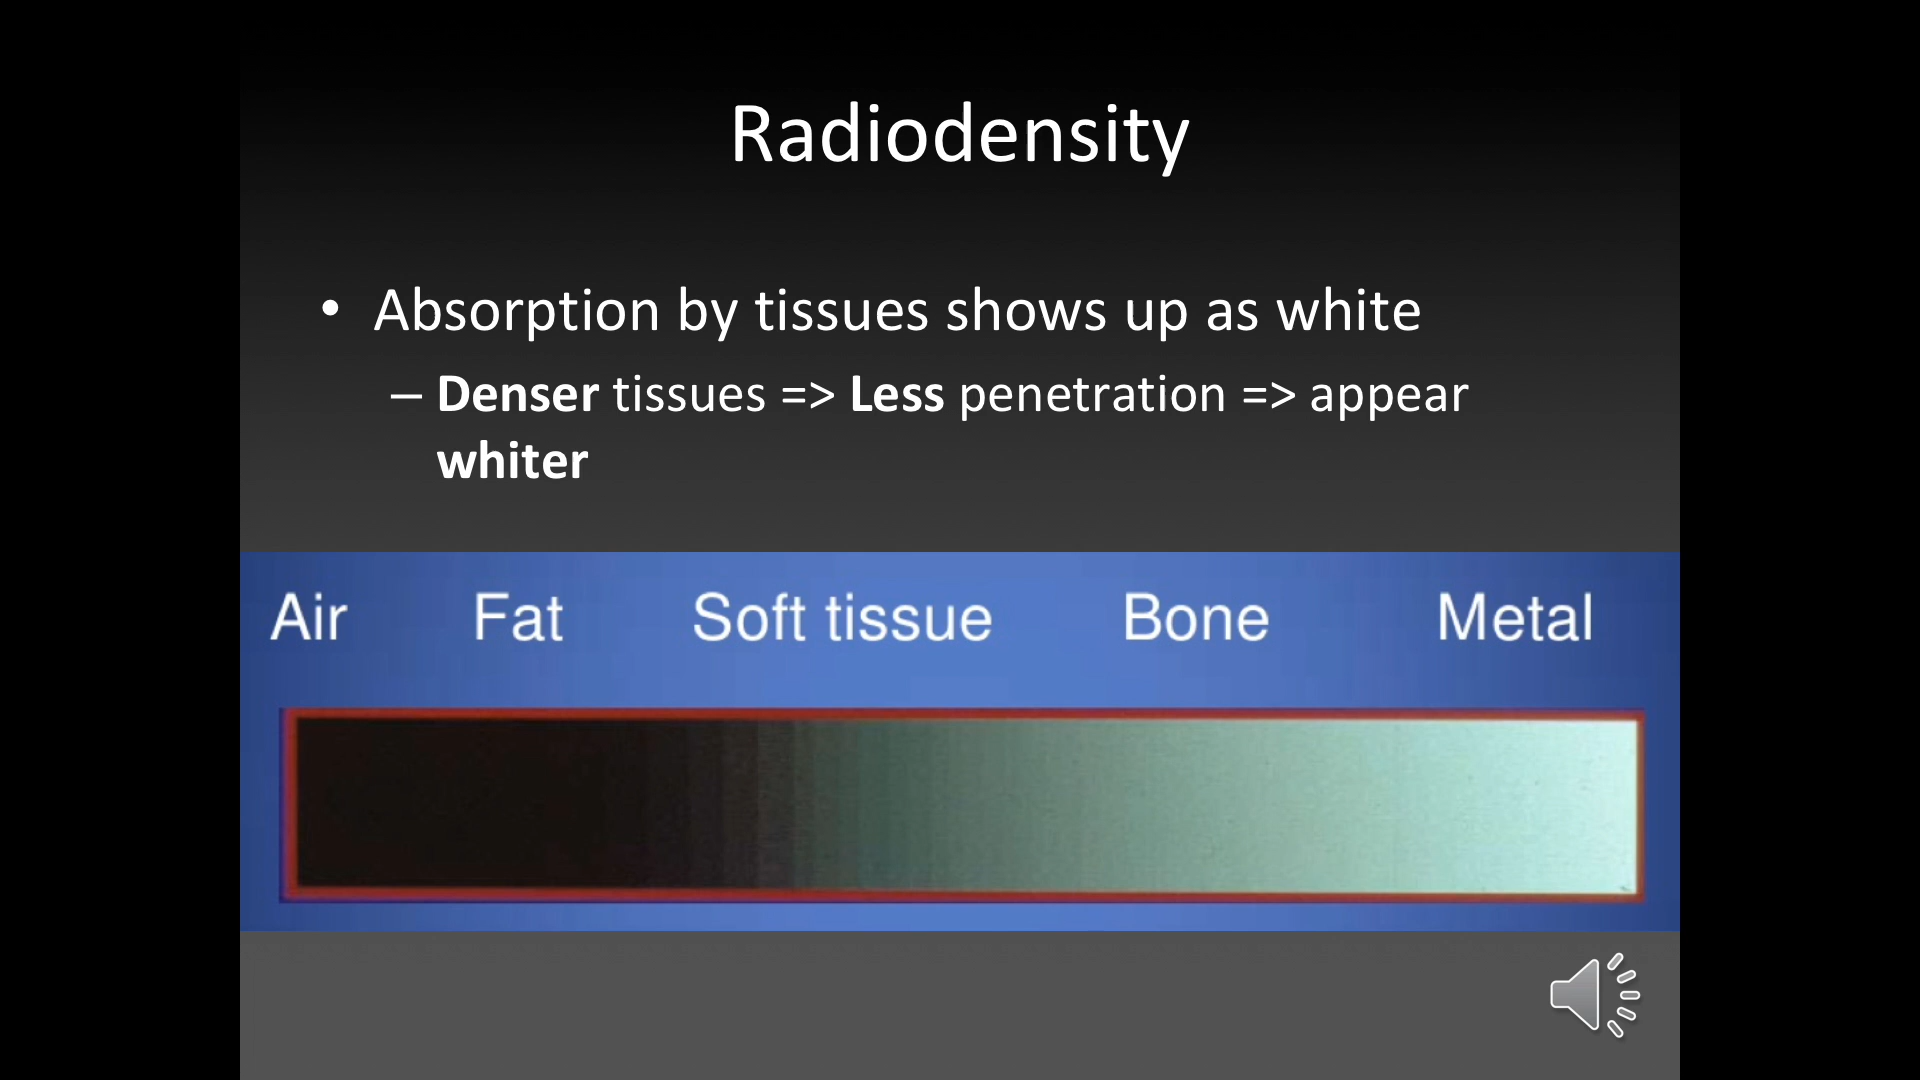 Radiodensity
• Absorption by tissues shows up as white
– Denser tissues => Less penetration => appear
whiter
Air Fat Soft tissue Bone Metal